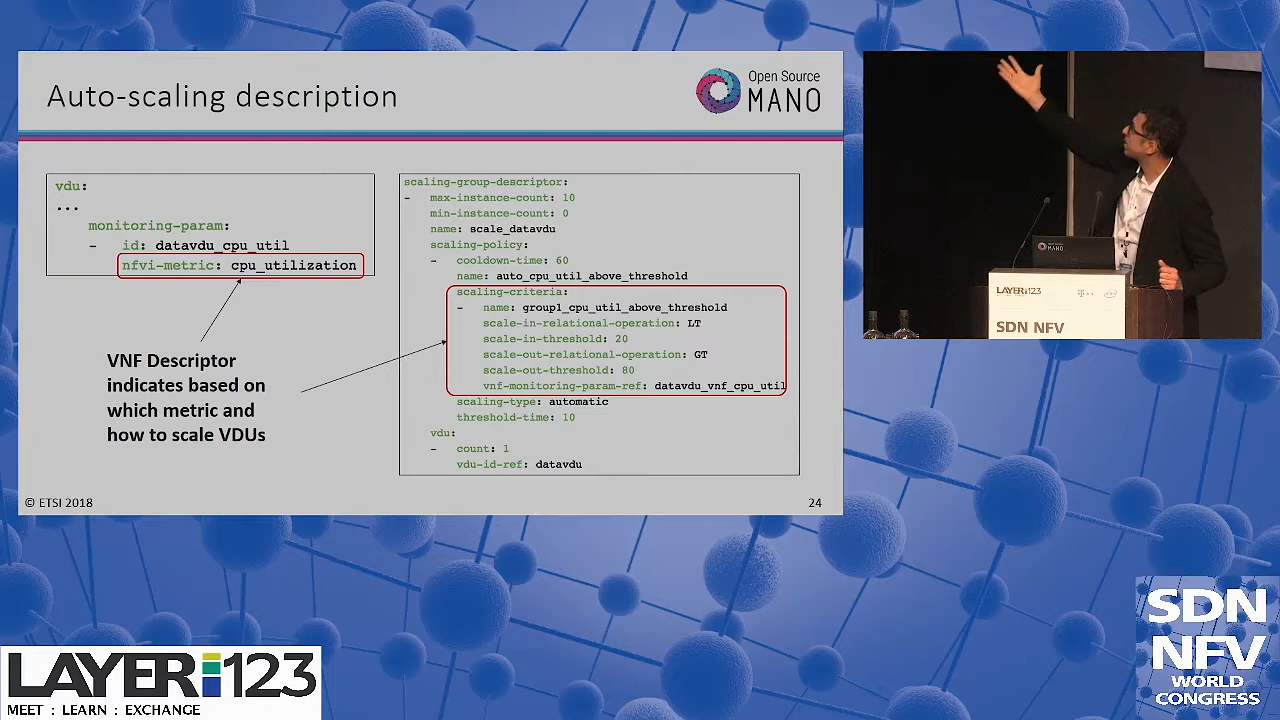 Auto-scaling description
Open Source
MANO
vdu:
...
monitoring-param:
- id: datavdu_cpu_util
nfvi-metric: cpu_utilization
VNF Descriptor
indicates based on
which metric and
how to scale VDUs
scaling-group-descriptor:
- max-instance-count: 10
min-instance-count: 0
name: scale_datavdu
scaling-policy:
- cooldown-time: 60
name: auto_cpu_util_above_threshold
scaling-criteria:
- name: group1_cpu_util_above_threshold
scale-in-relational-operation: LT
scale-in-threshold: 20
scale-out-relational-operation: GT
scale-out-threshold: 80
vnf-monitoring-param-ref: datavdu_vnf_cpu_util
scaling-type: automatic
threshold-time: 10
vdu:
- count: 1
vdu-id-ref: datavdu
© ETSI 2018
24
MANO
LAYER123
SDN NFV
LAYER123
MEET : LEARN : EXCHANGE
SDN
NFV
WORLD
CONGRESS